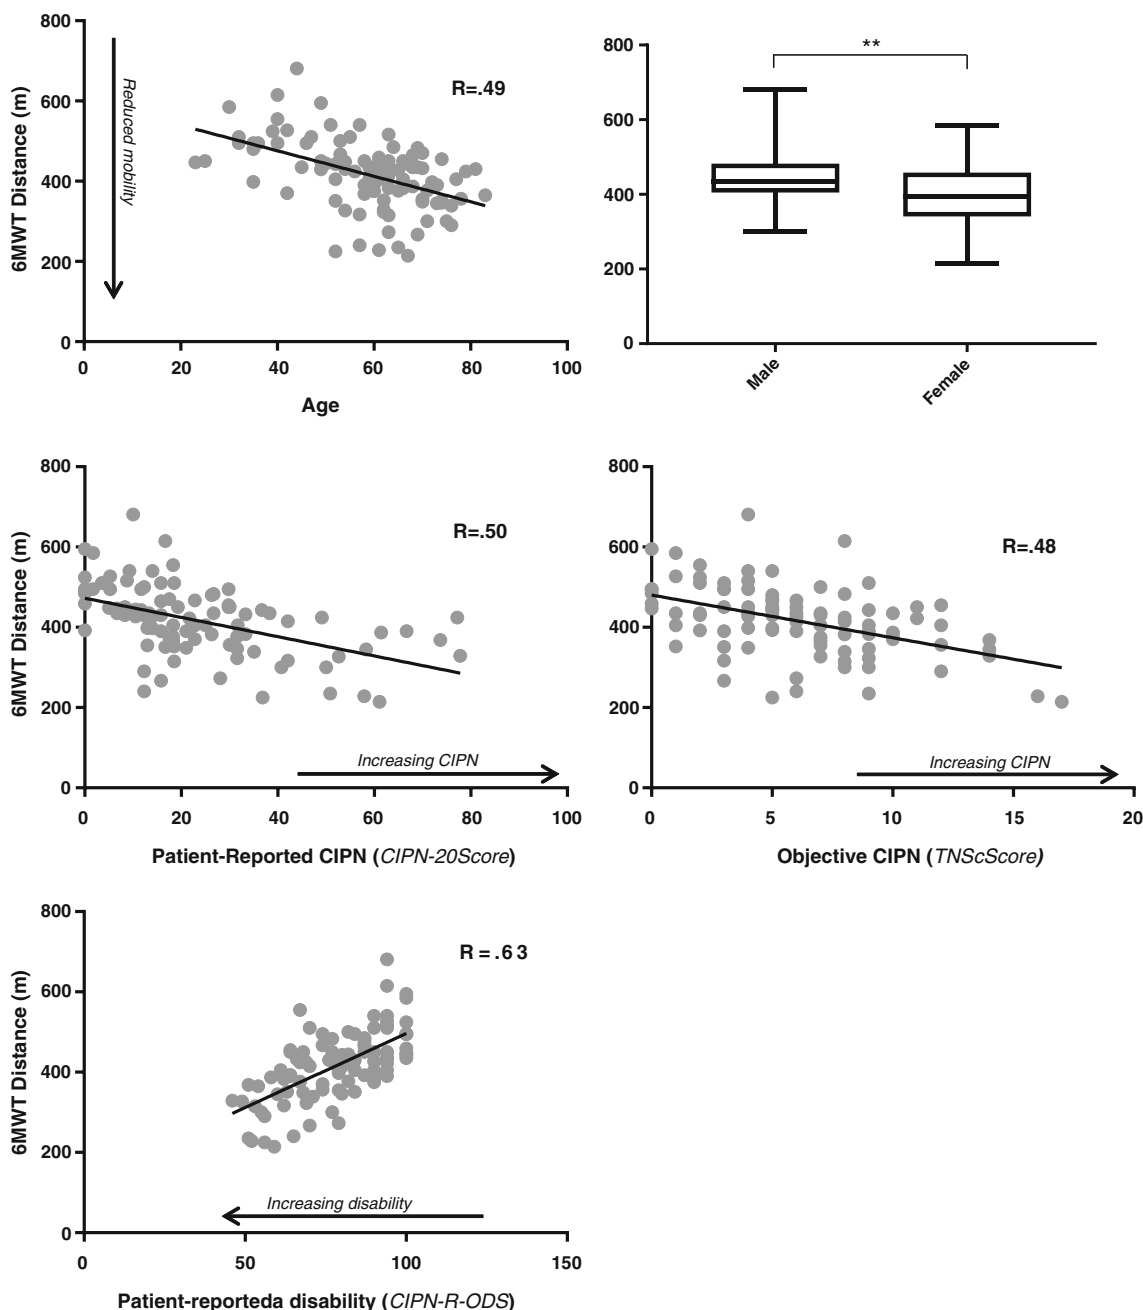 800
600
400
200
0
6MWT Distance (m)
Reduced mobility
R=.49
0
20
40
60
80
100
Age
800
600
400
200
0
**
Male
Female
800
600
400
200
0
6MWT Distance (m)
R=.50
Increasing CIPN
0
20
40
60
80
100
Patient-Reported CIPN (CIPN-20Score)
800
600
400
200
0
R=.48
Increasing CIPN
0
5
10
15
20
Objective CIPN (TNScScore)
800
600
400
200
0
6MWT Distance (m)
R = .63
Increasing disability
0
50
100
150
Patient-reporteda disability (CIPN-R-ODS)